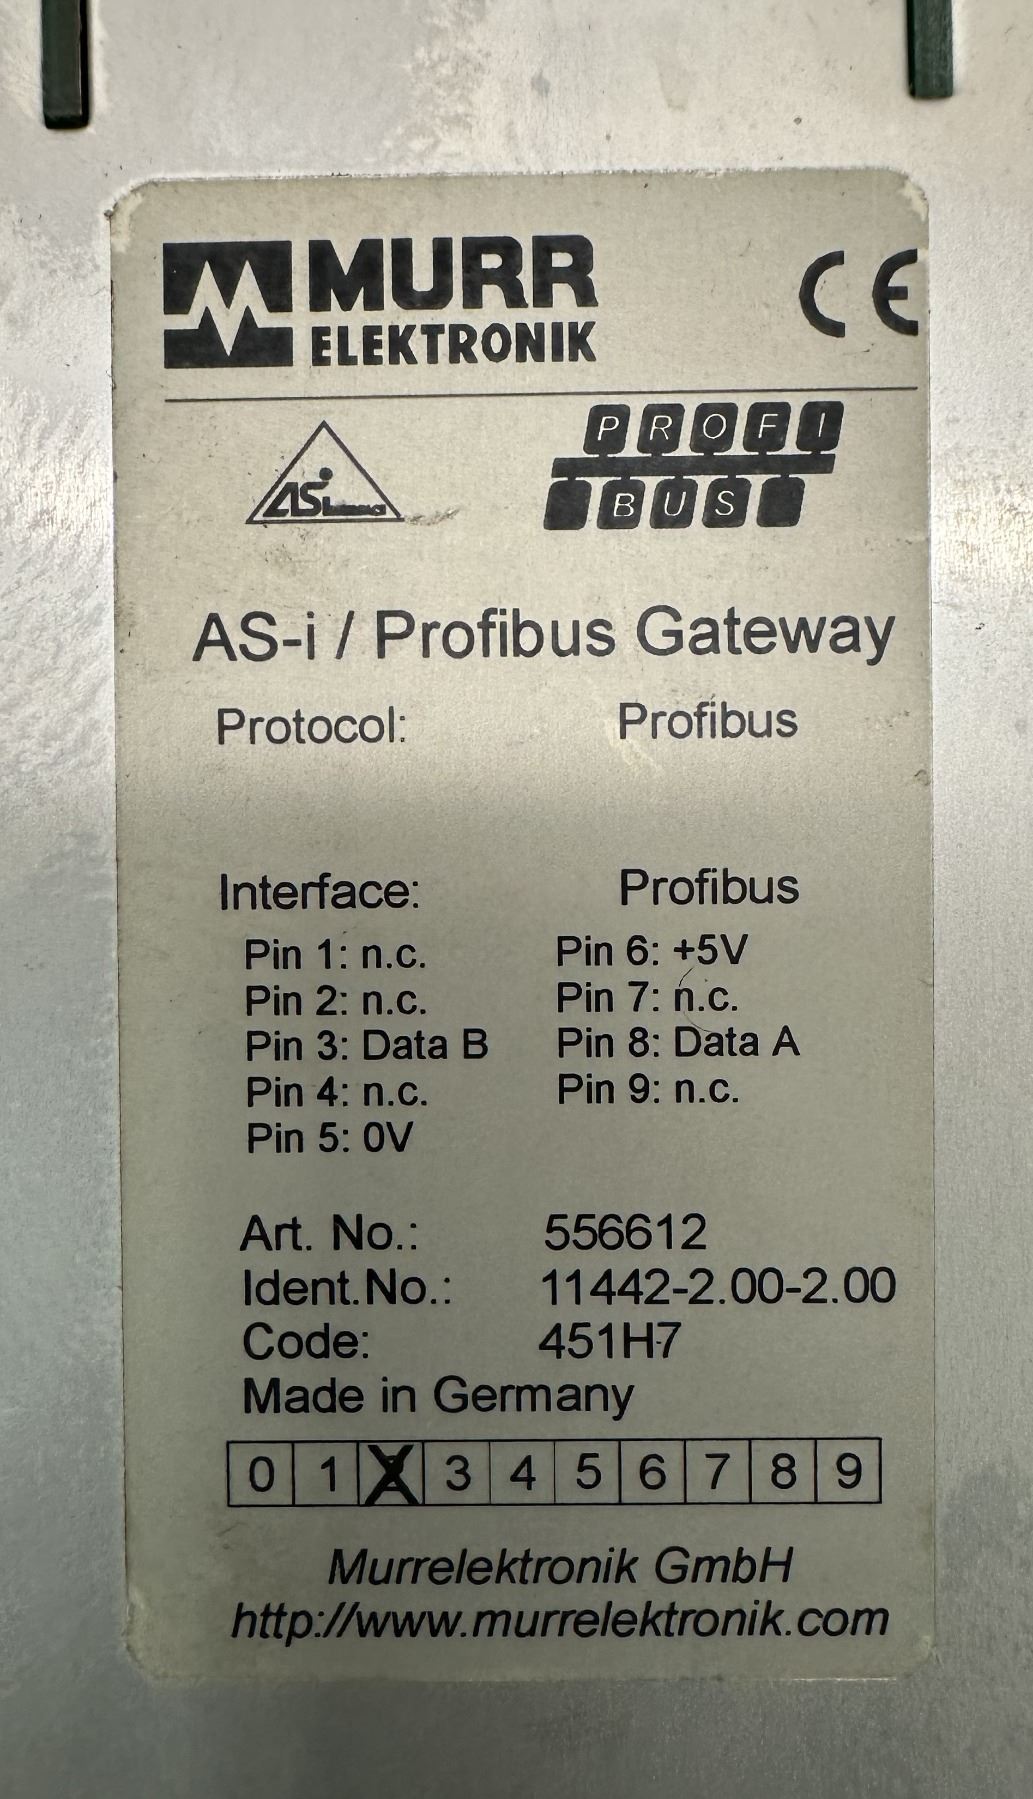 MURR
ELEKTRONIK
CE
PROFI
BUS
AS-i / Profibus Gateway
Protocol: Profibus
Interface: Profibus
Pin 1: n.c. Pin 6: +5V
Pin 2: n.c. Pin 7: n.c.
Pin 3: Data B Pin 8: Data A
Pin 4: n.c. Pin 9: n.c.
Pin 5: 0V
Art. No.: 556612
Ident.No.: 11442-2.00-2.00
Code: 451H7
Made in Germany
0 1 X 3 4 5 6 7 8 9
Murrelektronik GmbH
http://www.murrelektronik.com